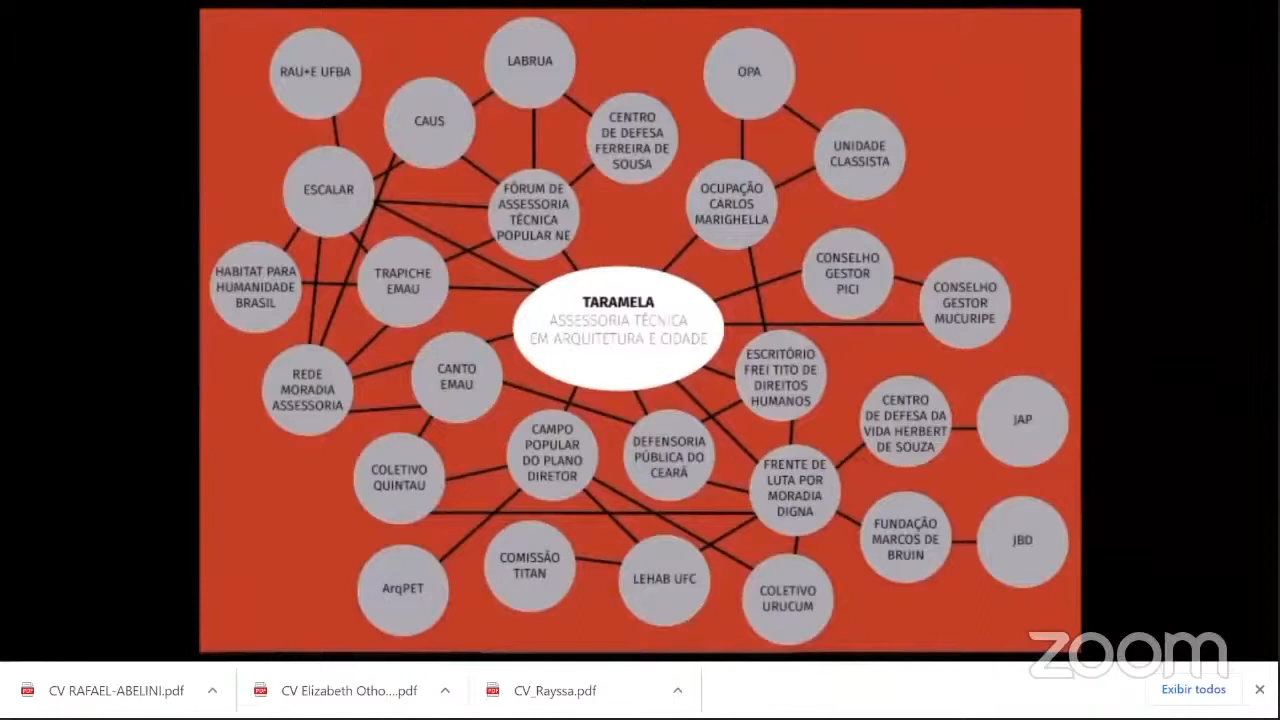 RAU+E UFBA
LABRUA
OPA
CAUS
CENTRO
DE DEFESA
FERREIRA DE
SOUSA
UNIDADE
CLASSISTA
ESCALAR
FÓRUM DE
ASSESSORIA
TÉCNICA
POPULAR NE
OCUPAÇÃO
CARLOS
MARIGHELLA
HABITAT PARA
HUMANIDADE
BRASIL
TRAPICHE
EMAU
CONSELHO
GESTOR
PICI
CONSELHO
GESTOR
MUCURIPE
TARAMELA
ASSESSORIA TÉCNICA
EM ARQUITETURA E CIDADE
REDE
MORADIA
ASSESSORIA
CANTO
EMAU
ESCRITÓRIO
FREI TITO DE
DIREITOS
HUMANOS
CENTRO
DE DEFESA DA
VIDA HERBERT
DE SOUZA
JAP
COLETIVO
QUINTAU
CAMPO
POPULAR
DO PLANO
DIRETOR
DEFENSORIA
PÚBLICA DO
CEARÁ
FRENTE DE
LUTA POR
MORADIA
DIGNA
FUNDAÇÃO
MARCOS DE
BRUIN
JBD
ArqPET
COMISSÃO
TITAN
LEHAB UFC
COLETIVO
URUCUM
zoom
PDF CV RAFAEL-ABELINI.pdf
PDF CV Elizabeth Otho....pdf
PDF CV_Rayssa.pdf
Exibir todos